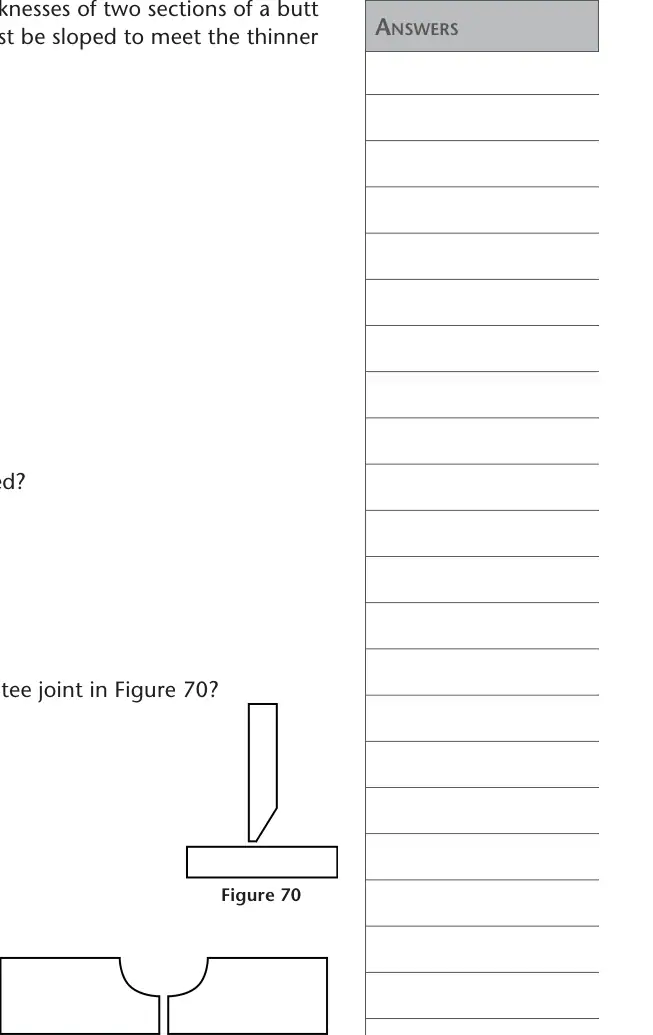 knesses of two sections of a butt
st be sloped to meet the thinner
ANSWERS
ed?
tee joint in Figure 70?
Figure 70